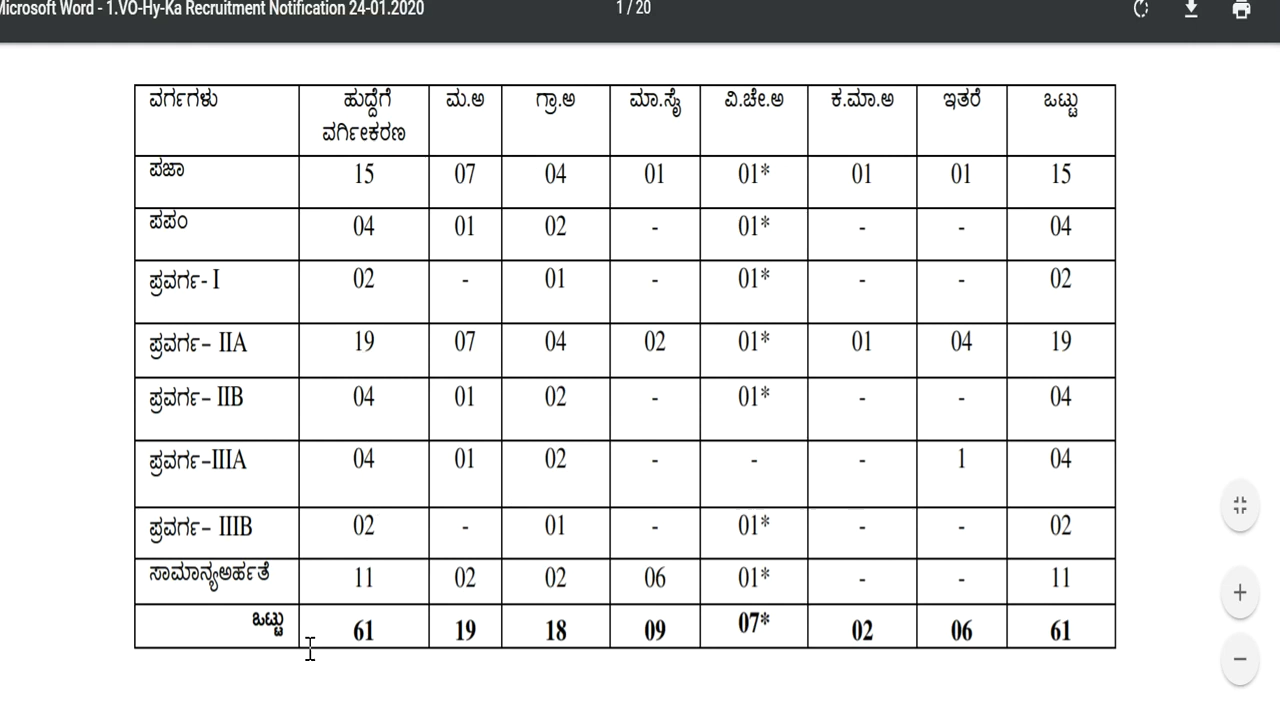 Microsoft Word - 1.VO-Hy-Ka Recruitment Notification 24-01.2020 1 / 20
ವರ್ಗಗಳು ಹುದ್ದೆಗೆ ವರ್ಗೀಕರಣ ಮ.ಅ ಗ್ರಾ.ಅ ಮಾ.ಸೈ ವಿ.ಚೇ.ಅ ಕ.ಮಾ.ಅ ಇತರೆ ಒಟ್ಟು
ಪಜಾ 15 07 04 01 01* 01 01 15
ಪಪಂ 04 01 02 - 01* - - 04
ಪ್ರವರ್ಗ- I 02 - 01 - 01* - - 02
ಪ್ರವರ್ಗ– IIA 19 07 04 02 01* 01 04 19
ಪ್ರವರ್ಗ– IIB 04 01 02 - 01* - - 04
ಪ್ರವರ್ಗ–IIIA 04 01 02 - - - 1 04
ಪ್ರವರ್ಗ– IIIB 02 - 01 - 01* - - 02
ಸಾಮಾನ್ಯಅರ್ಹತೆ 11 02 02 06 01* - - 11
ಒಟ್ಟು 61 19 18 09 07* 02 06 61